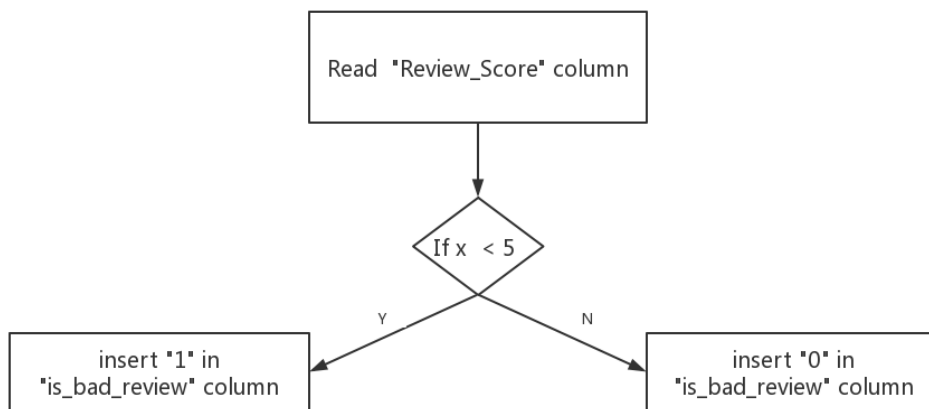 Read "Review_Score" column
If x < 5
Y
N
insert "1" in
"is_bad_review" column
insert "0" in
"is_bad_review" column